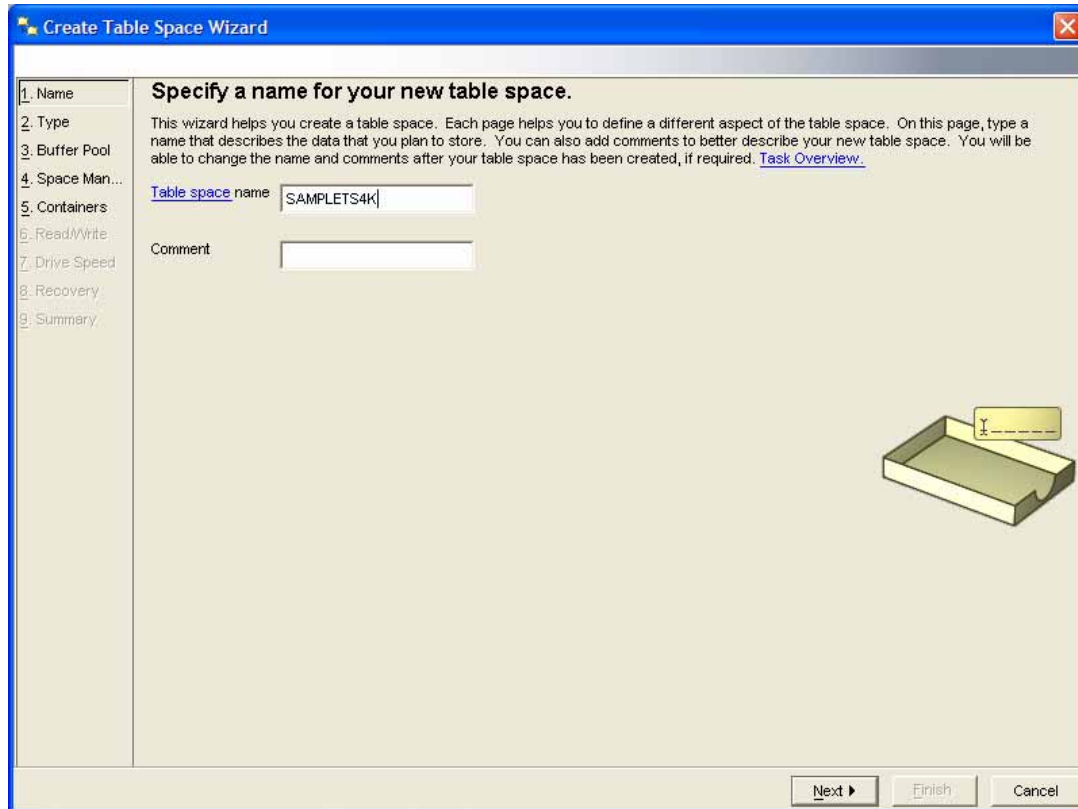 Create Table Space Wizard
1. Name
2. Type
3. Buffer Pool
4. Space Man...
5. Containers
6. Read/Write
7. Drive Speed
8. Recovery
9. Summary
Specify a name for your new table space.
This wizard helps you create a table space. Each page helps you to define a different aspect of the table space. On this page, type a
name that describes the data that you plan to store. You can also add comments to better describe your new table space. You will be
able to change the name and comments after your table space has been created, if required. Task Overview.
Table space name SAMPLETS4K
Comment
Next
Finish
Cancel